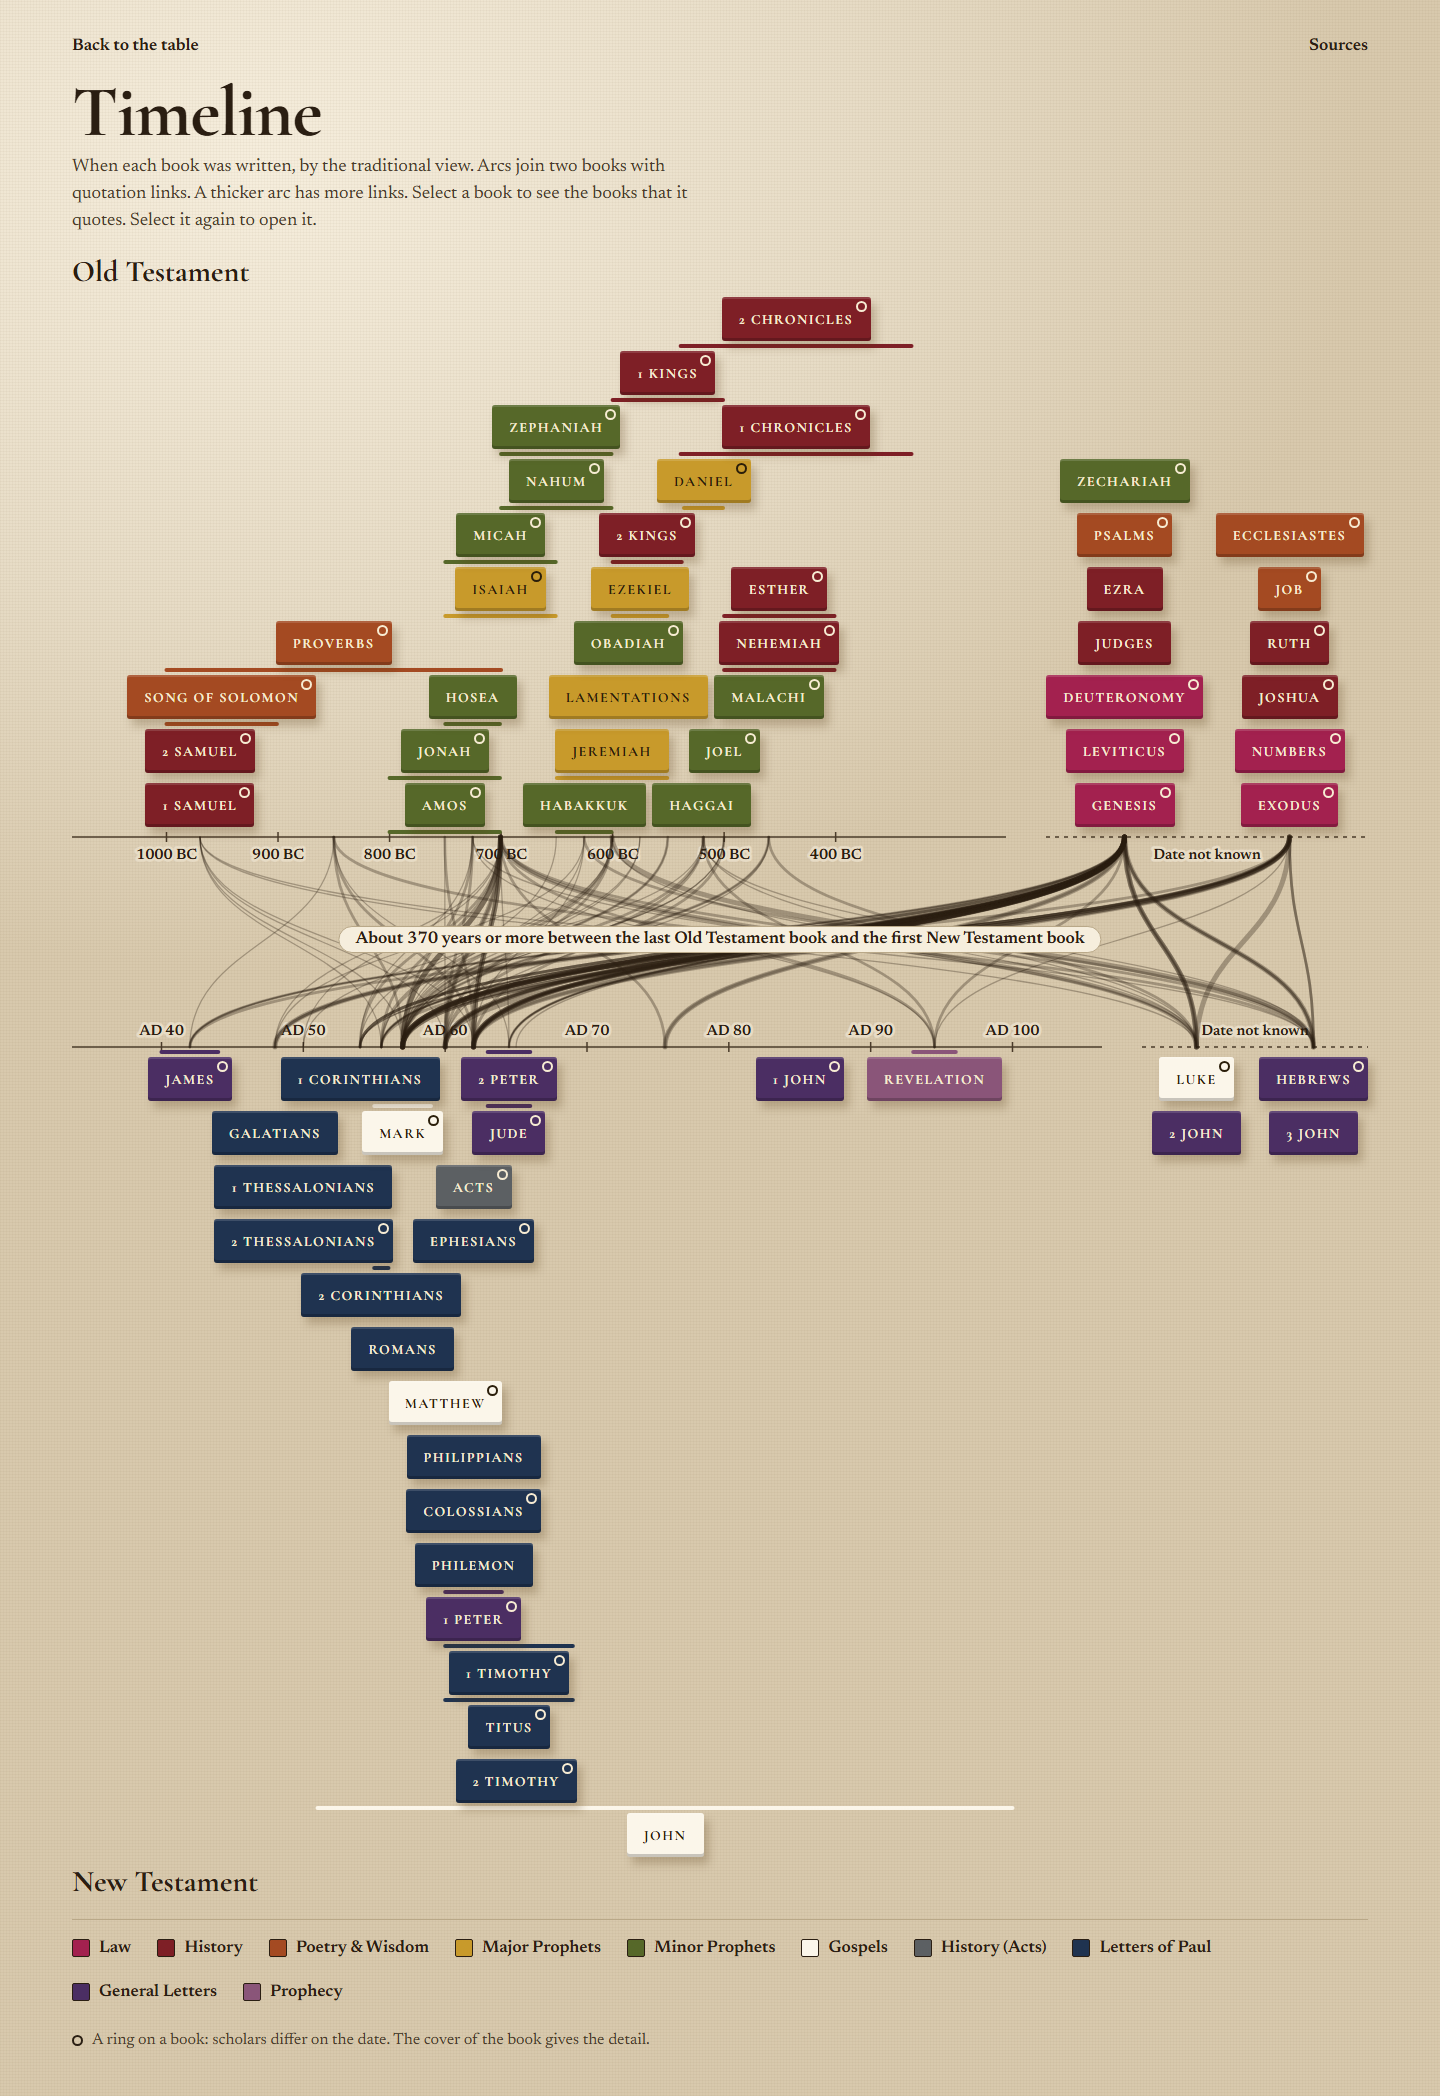 Back to the table
Sources
Timeline
When each book was written, by the traditional view. Arcs join two books with
quotation links. A thicker arc has more links. Select a book to see the books that it
quotes. Select it again to open it.
Old Testament
2 CHRONICLES
1 KINGS
ZEPHANIAH
1 CHRONICLES
NAHUM
DANIEL
ZECHARIAH
MICAH
2 KINGS
PSALMS
ECCLESIASTES
ISAIAH
EZEKIEL
ESTHER
EZRA
JOB
PROVERBS
OBADIAH
NEHEMIAH
JUDGES
RUTH
SONG OF SOLOMON
HOSEA
LAMENTATIONS
MALACHI
DEUTERONOMY
JOSHUA
2 SAMUEL
JONAH
JEREMIAH
JOEL
LEVITICUS
NUMBERS
1 SAMUEL
AMOS
HABAKKUK
HAGGAI
GENESIS
EXODUS
1000 BC
900 BC
800 BC
700 BC
600 BC
500 BC
400 BC
Date not known
About 370 years or more between the last Old Testament book and the first New Testament book
AD 40
AD 50
AD 60
AD 70
AD 80
AD 90
AD 100
Date not known
JAMES
1 CORINTHIANS
2 PETER
1 JOHN
REVELATION
LUKE
HEBREWS
GALATIANS
MARK
JUDE
2 JOHN
3 JOHN
1 THESSALONIANS
ACTS
2 THESSALONIANS
EPHESIANS
2 CORINTHIANS
ROMANS
MATTHEW
PHILIPPIANS
COLOSSIANS
PHILEMON
1 PETER
1 TIMOTHY
TITUS
2 TIMOTHY
JOHN
New Testament
Law
History
Poetry & Wisdom
Major Prophets
Minor Prophets
Gospels
History (Acts)
Letters of Paul
General Letters
Prophecy
A ring on a book: scholars differ on the date. The cover of the book gives the detail.